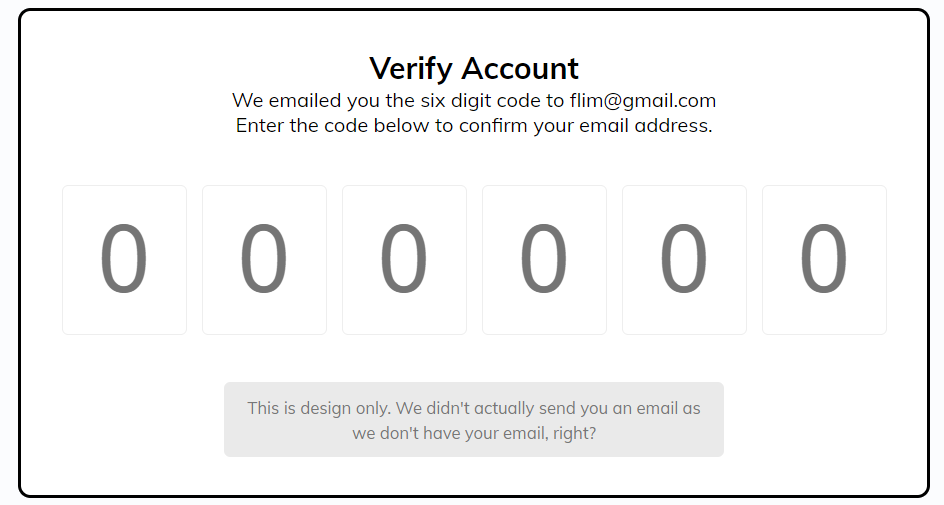 Verify Account
We emailed you the six digit code to flim@gmail.com
Enter the code below to confirm your email address.
0 0 0 0 0 0
This is design only. We didn't actually send you an email as
we don't have your email, right?